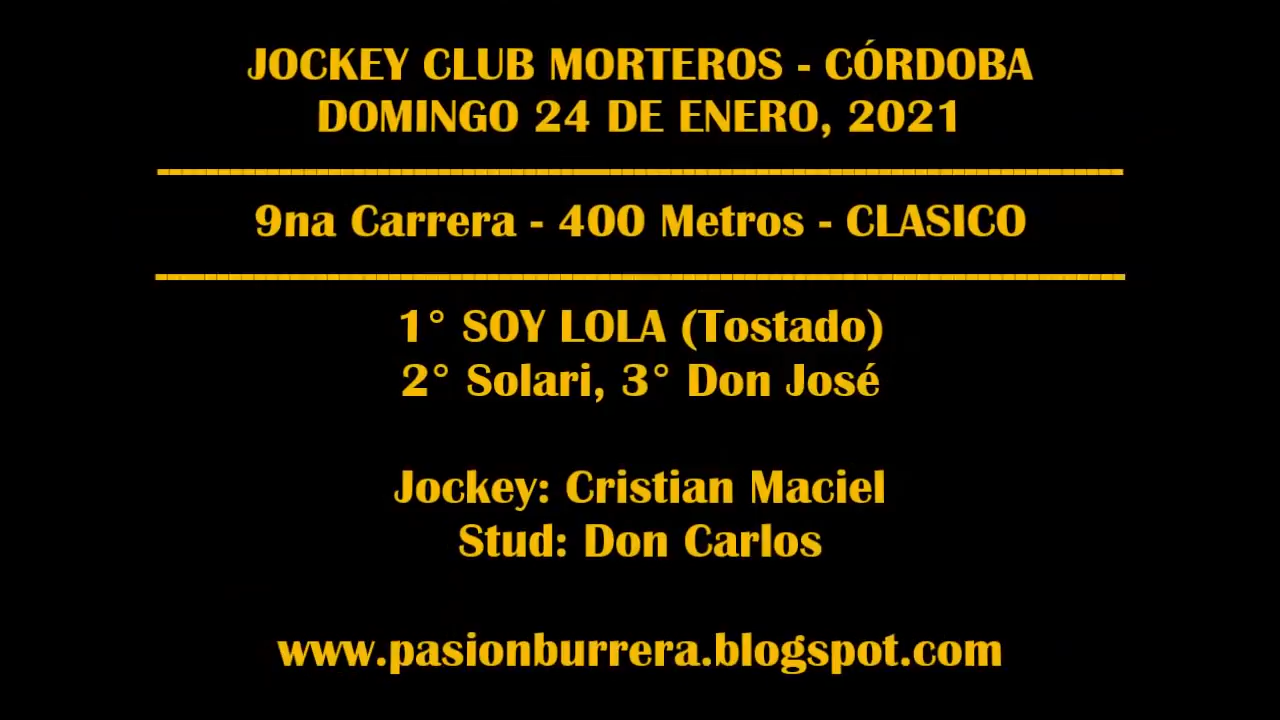 JOCKEY CLUB MORTEROS - CÓRDOBA
DOMINGO 24 DE ENERO, 2021
9na Carrera - 400 Metros - CLASICO
1° SOY LOLA (Tostado)
2° Solari, 3° Don José
Jockey: Cristian Maciel
Stud: Don Carlos
www.pasionburrera.blogspot.com